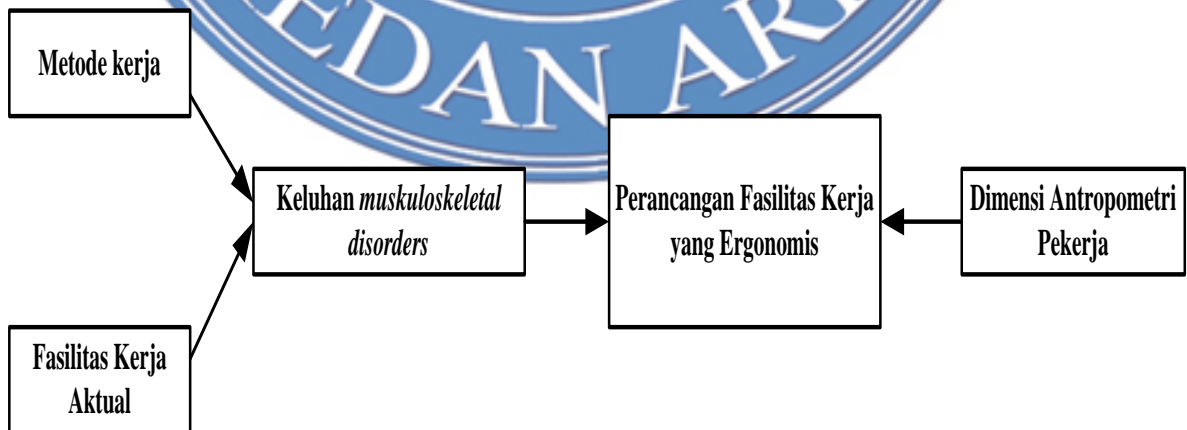 EDAN AR
Metode kerja
Keluhan muskuloskeletal
disorders
Perancangan Fasilitas Kerja
yang Ergonomis
Dimensi Antropometri
Pekerja
Fasilitas Kerja
Aktual